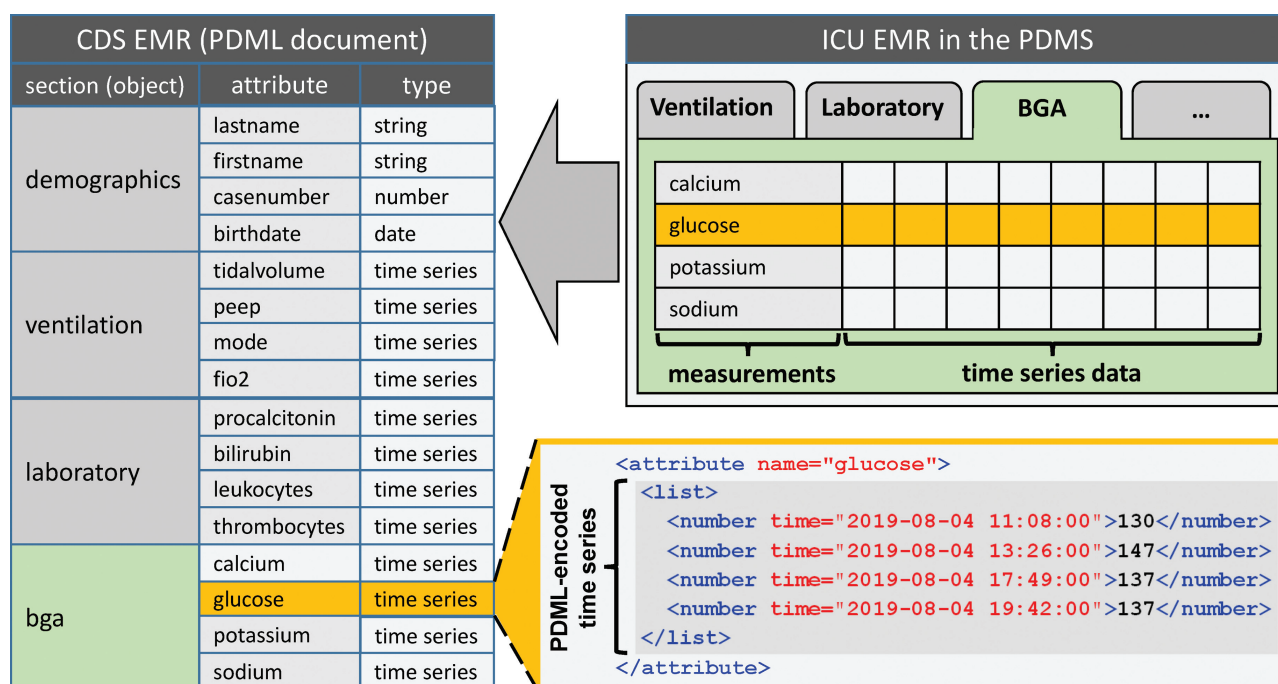 CDS EMR (PDML document)
section (object) attribute type
demographics
lastname string
firstname string
casenumber number
birthdate date
ventilation
tidalvolume time series
peep time series
mode time series
fio2 time series
laboratory
procalcitonin time series
bilirubin time series
leukocytes time series
thrombocytes time series
bga
calcium time series
glucose time series
potassium time series
sodium time series
ICU EMR in the PDMS
Ventilation Laboratory BGA ...
calcium
glucose
potassium
sodium
measurements time series data
PDML-encoded
time series
<attribute name="glucose">
<list>
<number time="2019-08-04 11:08:00">130</number>
<number time="2019-08-04 13:26:00">147</number>
<number time="2019-08-04 17:49:00">137</number>
<number time="2019-08-04 19:42:00">137</number>
</list>
</attribute>